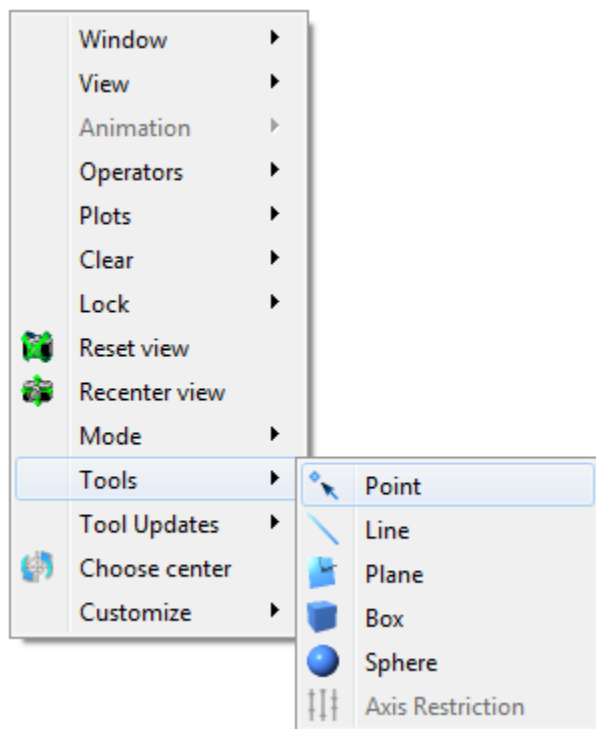 Window
View
Animation
Operators
Plots
Clear
Lock
Reset view
Recenter view
Mode
Tools
Tool Updates
Choose center
Customize
Point
Line
Plane
Box
Sphere
Axis Restriction